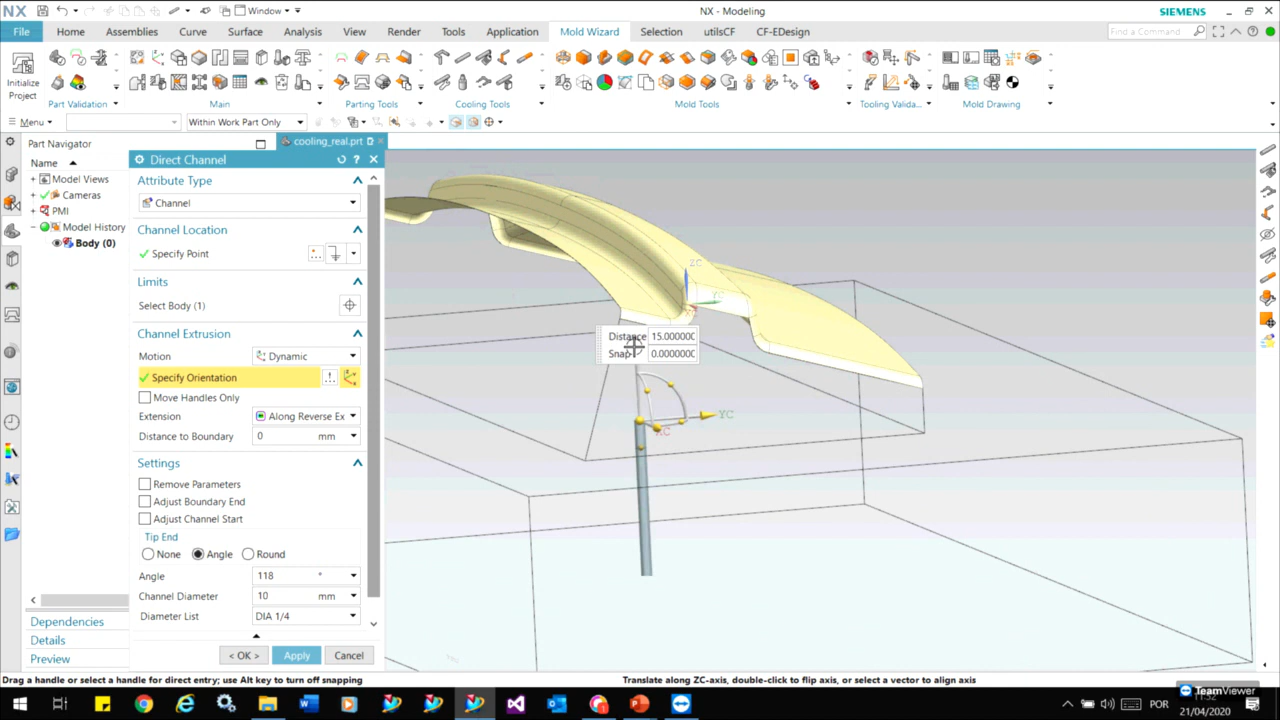 NX
Window
NX - Modeling
SIEMENS
File
Home
Assemblies
Curve
Surface
Analysis
View
Render
Tools
Application
Mold Wizard
Selection
utilsCF
CF-EDesign
Find a Command
Initialize
Project
Part Validation
Main
Parting Tools
Cooling Tools
Mold Tools
Tooling Valida...
Mold Drawing
Menu
Within Work Part Only
Part Navigator
Name
Model Views
Cameras
PMI
Model History
Body (0)
Dependencies
Details
Preview
cooling_real.prt
Direct Channel
Attribute Type
Channel
Channel Location
Specify Point
Limits
Select Body (1)
Channel Extrusion
Motion
Dynamic
Specify Orientation
Move Handles Only
Extension
Along Reverse Ex
Distance to Boundary
0 mm
Settings
Remove Parameters
Adjust Boundary End
Adjust Channel Start
Tip End
None
Angle
Round
Angle
118 °
Channel Diameter
10 mm
Diameter List
DIA 1/4
< OK >
Apply
Cancel
ZC
YC
Distance 15.000000
Snap 0.000000
YC
XC
Drag a handle or select a handle for direct entry; use Alt key to turn off snapping
Translate along ZC-axis, double-click to flip axis, or select a vector to align axis
TeamViewer
POR
11:52
21/04/2020